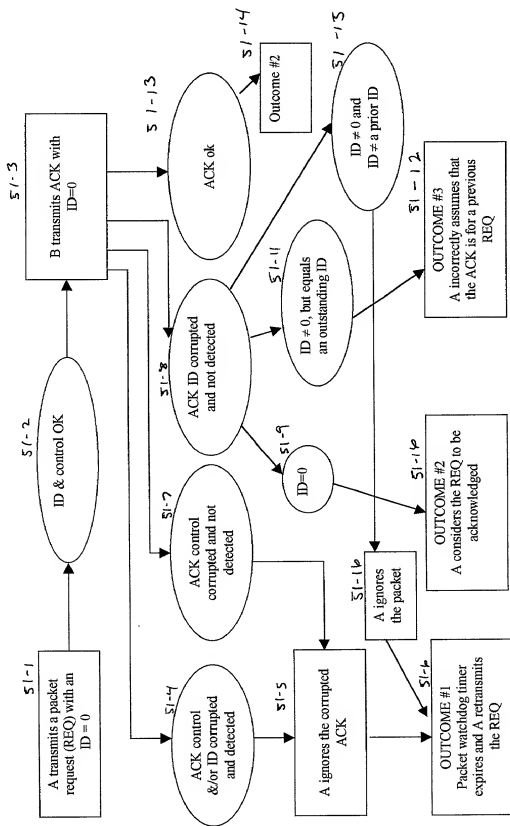 51-1
A transmits a packet
request (REQ) with an
ID = 0
51-2
ID & control OK
51-3
B transmits ACK with
ID=0
51-4
ACK control
&/or ID corrupted
and detected
51-7
ACK control
corrupted and not
detected
51-8
ACK ID corrupted
and not detected
51-13
ACK ok
51-14
Outcome #2
51-5
A ignores the corrupted
ACK
51-9
ID=0
51-11
ID ≠ 0, but equals
an outstanding ID
51-15
ID ≠ 0 and
ID ≠ a prior ID
51-16
A ignores
the packet
51-6
OUTCOME #1
Packet watchdog timer
expires and A retransmits
the REQ
51-16
OUTCOME #2
A considers the REQ to be
acknowledged
51-12
OUTCOME #3
A incorrectly assumes that
the ACK is for a previous
REQ